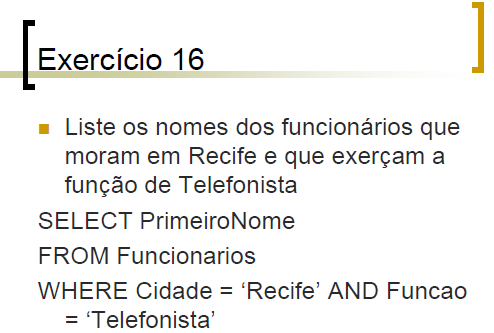 Exercício 16
Liste os nomes dos funcionários que
moram em Recife e que exerçam a
função de Telefonista
SELECT PrimeiroNome
FROM Funcionarios
WHERE Cidade = ‘Recife’ AND Funcao
= ‘Telefonista’